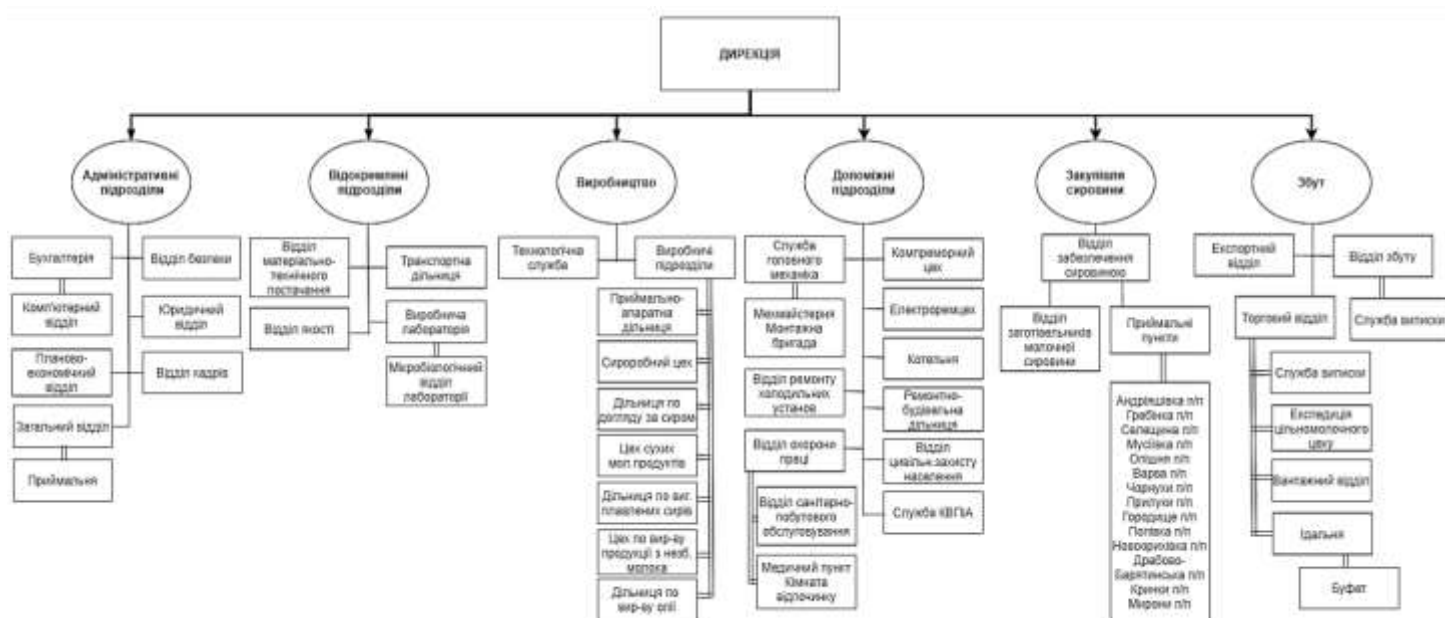 ДИРЕКЦІЯ
Адміністративні
підрозділи
Відокремлені
підрозділи
Виробництво
Допоміжні
підрозділи
Закупівля
сировини
Збут
Бухгалтерія
Відділ безпеки
Комп'ютерний
відділ
Юридичний
відділ
Планово-
економічний
відділ
Відділ кадрів
Загальний відділ
Приймальня
Відділ
матеріально-
технічного
постачання
Транспортна
дільниця
Відділ якості
Виробнича
лабораторія
Мікробіологічний
відділ
лабораторії
Технологічна
служба
Виробничі
підрозділи
Приймально-
апаратна
дільниця
Сироробний цех
Дільниця по
догляду за сиром
Цех сухих
мол.продуктів
Дільниця по виг.
плавлених сирів
Цех по вир-ву
продукції з незб.
молока
Дільниця по
вир-ву олії
Служба
головного
механіка
Компресорний
цех
Мехмайстерня
Монтажна
бригада
Електроремцех
Котельня
Відділ ремонту
холодильних
установ
Ремонтно-
будівельна
дільниця
Відділ охорони
праці
Відділ
цивільн.захисту
населення
Відділ санітарно-
побутового
обслуговування
Служба КВПіА
Медичний пункт
Кімната
відпочинку
Відділ
забезпечення
сировиною
Відділ
заготівельників
молочної
сировини
Приймальні
пункти
Андріяшівка п/п
Гребінка п/п
Селещина п/п
Мусіївка п/п
Опішня п/п
Варва п/п
Чорнухи п/п
Прилуки п/п
Городище п/п
Попівка п/п
Новооржицівка п/п
Драбово-
Барятинська п/п
Кринки п/п
Мирони п/п
Експортний
відділ
Відділ збуту
Торговий відділ
Служба виписки
Служба виписки
Експедиція
цільномолочного
цеху
Вантажний відділ
Їдальня
Буфет